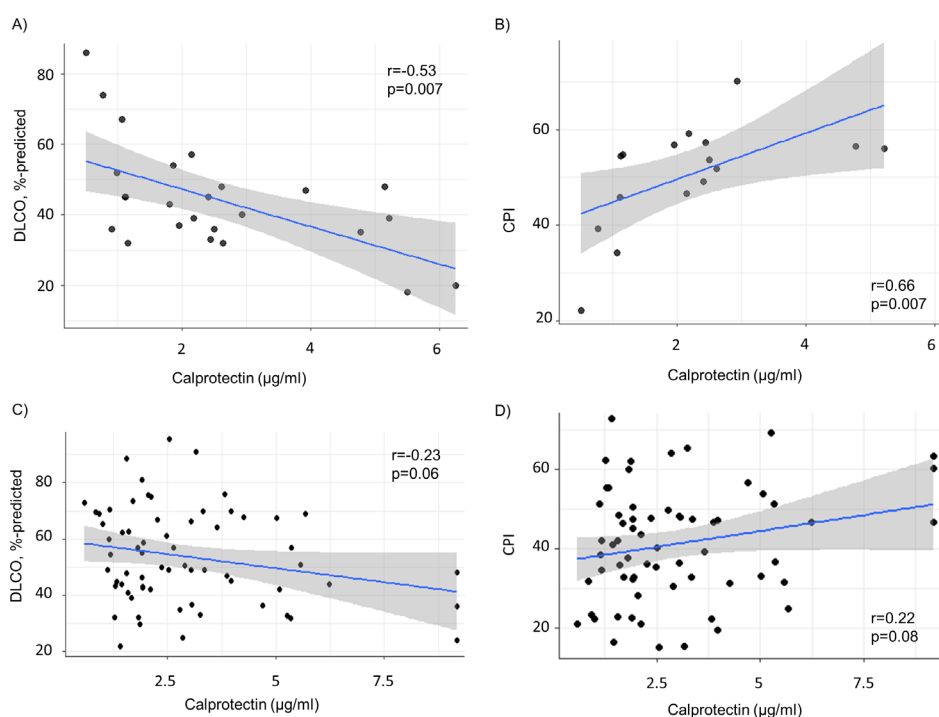 A)
r=-0.53
p=0.007
DLCO, %-predicted
80
60
40
20
2 4 6
Calprotectin (µg/ml)
B)
CPI
60
40
20
r=0.66
p=0.007
2 4 6
Calprotectin (µg/ml)
C)
r=-0.23
p=0.06
DLCO, %-predicted
80
60
40
20
2.5 5 7.5
Calprotectin (µg/ml)
D)
CPI
60
40
20
r=0.22
p=0.08
2.5 5 7.5
Calprotectin (µg/ml)